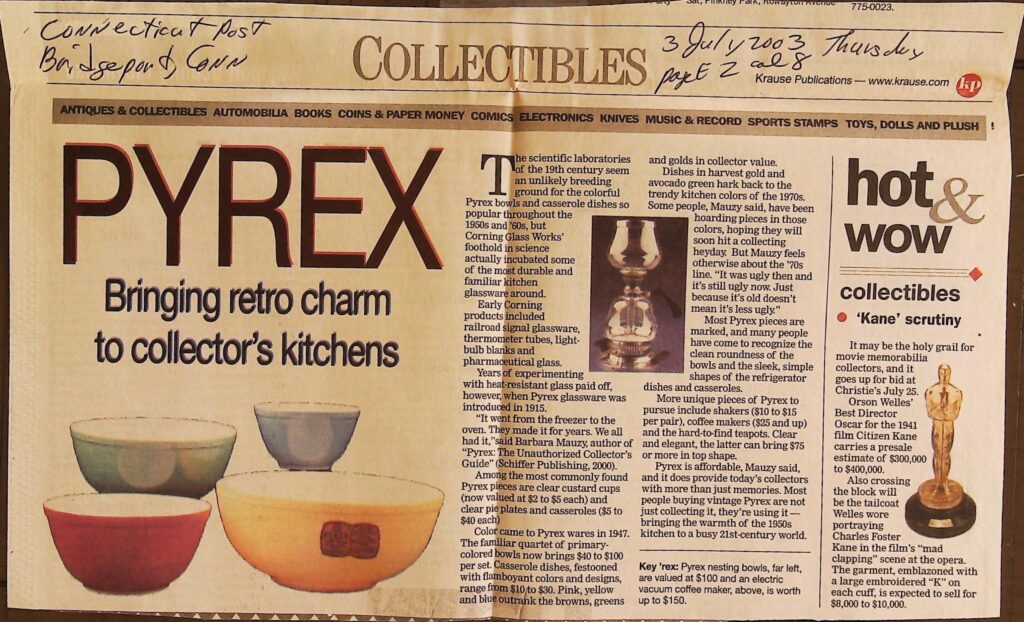 775-0023.
Connecticut Post
Bridgeport, Conn
COLLECTIBLES
3 July 2003 Thursday
page E 2 col 8
Krause Publications — www.krause.com
kp
ANTIQUES & COLLECTIBLES AUTOMOBILIA BOOKS COINS & PAPER MONEY COMICS ELECTRONICS KNIVES MUSIC & RECORD SPORTS STAMPS TOYS, DOLLS AND PLUSH
PYREX
Bringing retro charm
to collector's kitchens
The scientific laboratories
of the 19th century seem
an unlikely breeding
ground for the colorful
Pyrex bowls and casserole dishes so
popular throughout the
1950s and '60s, but
Corning Glass Works'
foothold in science
actually incubated some
of the most durable and
familiar kitchen
glassware around.
Early Corning
products included
railroad signal glassware,
thermometer tubes, light-
bulb blanks and
pharmaceutical glass.
Years of experimenting
with heat-resistant glass paid off,
however, when Pyrex glassware was
introduced in 1915.
"It went from the freezer to the
oven. They made it for years. We all
had it," said Barbara Mauzy, author of
"Pyrex: The Unauthorized Collector's
Guide" (Schiffer Publishing, 2000).
Among the most commonly found
Pyrex pieces are clear custard cups
(now valued at $2 to $5 each) and
clear pie plates and casseroles ($5 to
$40 each)
Color came to Pyrex wares in 1947.
The familiar quartet of primary-
colored bowls now brings $40 to $100
per set. Casserole dishes, festooned
with flamboyant colors and designs,
range from $10 to $30. Pink, yellow
and blue outrank the browns, greens
and golds in collector value.
Dishes in harvest gold and
avocado green hark back to the
trendy kitchen colors of the 1970s.
Some people, Mauzy said, have been
hoarding pieces in those
colors, hoping they will
soon hit a collecting
heyday. But Mauzy feels
otherwise about the '70s
line. "It was ugly then and
it's still ugly now. Just
because it's old doesn't
mean it's less ugly."
Most Pyrex pieces are
marked, and many people
have come to recognize the
clean roundness of the
bowls and the sleek, simple
shapes of the refrigerator
dishes and casseroles.
More unique pieces of Pyrex to
pursue include shakers ($10 to $15
per pair), coffee makers ($25 and up)
and the hard-to-find teapots. Clear
and elegant, the latter can bring $75
or more in top shape.
Pyrex is affordable, Mauzy said,
and it does provide today's collectors
with more than just memories. Most
people buying vintage Pyrex are not
just collecting it, they're using it —
bringing the warmth of the 1950s
kitchen to a busy 21st-century world.
Key 'rex: Pyrex nesting bowls, far left,
are valued at $100 and an electric
vacuum coffee maker, above, is worth
up to $150.
hot &
wow
collectibles
● 'Kane' scrutiny
It may be the holy grail for
movie memorabilia
collectors, and it
goes up for bid at
Christie's July 25.
Orson Welles'
Best Director
Oscar for the 1941
film Citizen Kane
carries a presale
estimate of $300,000
to $400,000.
Also crossing
the block will
be the tailcoat
Welles wore
portraying
Charles Foster
Kane in the film's "mad
clapping" scene at the opera.
The garment, emblazoned with
a large embroidered "K" on
each cuff, is expected to sell for
$8,000 to $10,000.